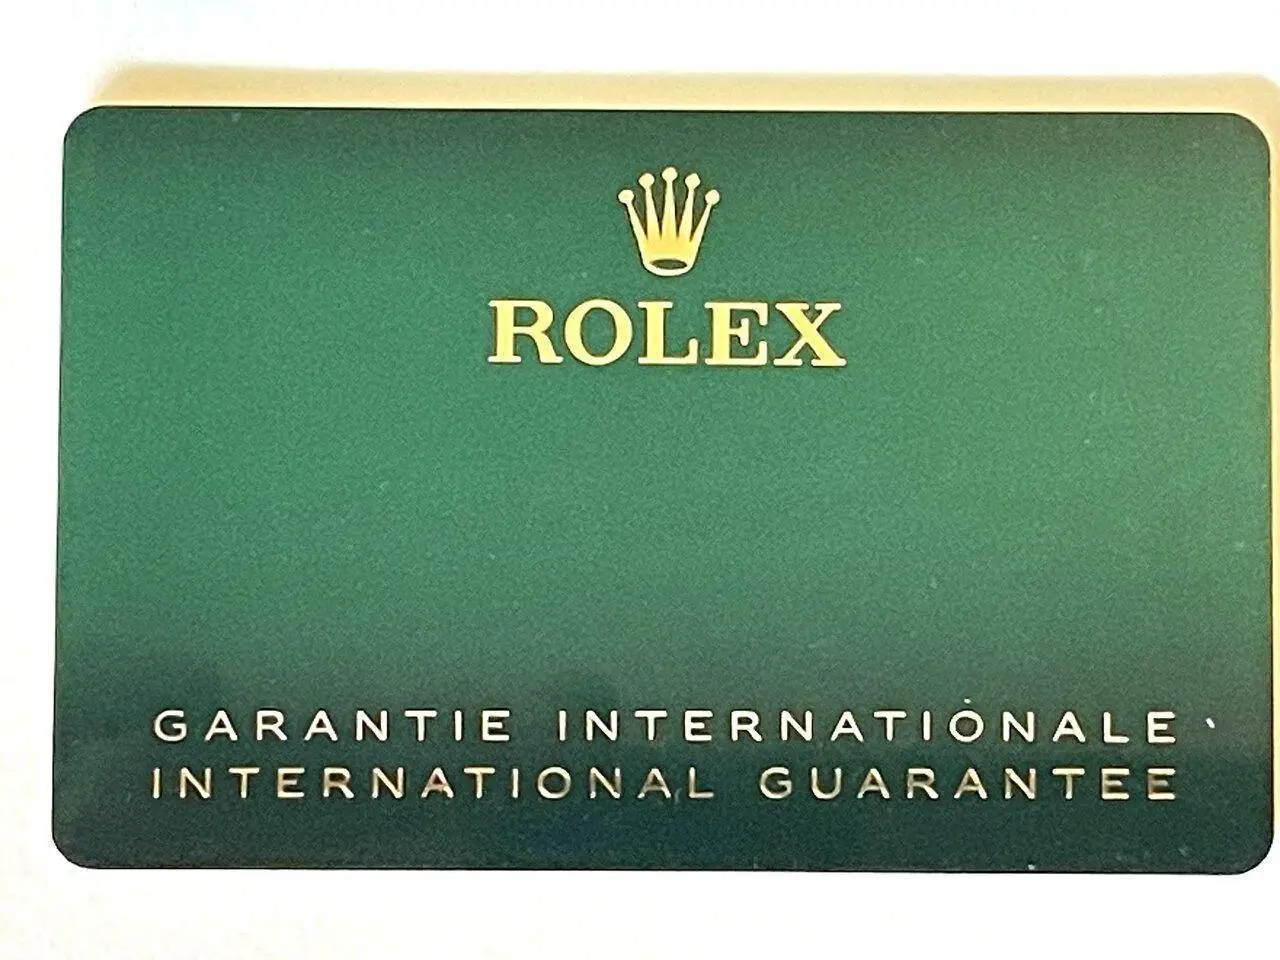 ROLEX
GARANTIE INTERNATIONALE
INTERNATIONAL GUARANTEE